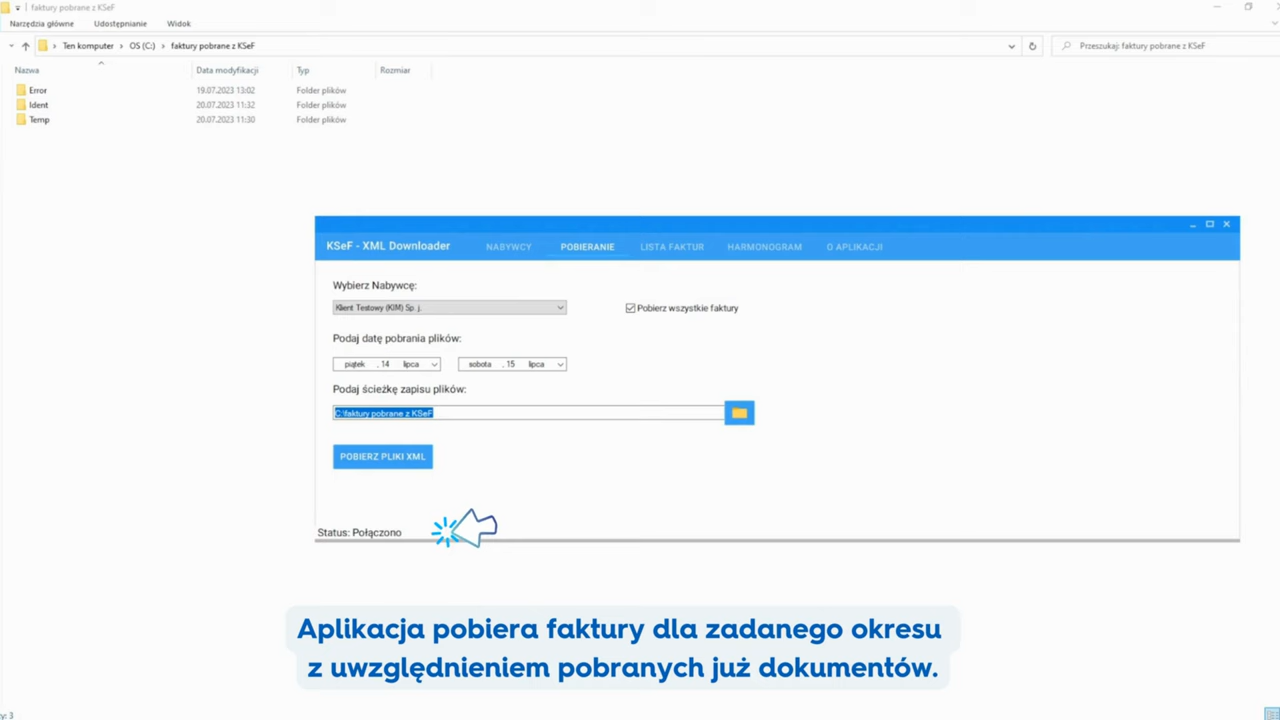 faktury pobrane z KSeF
Narzędzia główne Udostępnianie Widok
Ten komputer > OS (C:) > faktury pobrane z KSeF
Przeszukaj: faktury pobrane z KSeF
Nazwa Data modyfikacji Typ Rozmiar
Error 19.07.2023 13:02 Folder plików
Ident 20.07.2023 11:32 Folder plików
Temp 20.07.2023 11:30 Folder plików
KSeF - XML Downloader NABYWCY POBIERANIE LISTA FAKTUR HARMONOGRAM O APLIKACJI
Wybierz Nabywcę:
Klient Testowy (KIM) Sp. j. Pobierz wszystkie faktury
Podaj datę pobrania plików:
piątek , 14 lipca sobota , 15 lipca
Podaj ścieżkę zapisu plików:
C:\faktury pobrane z KSeF
POBIERZ PLIKI XML
Status: Połączono
Aplikacja pobiera faktury dla zadanego okresu
z uwzględnieniem pobranych już dokumentów.
y: 3